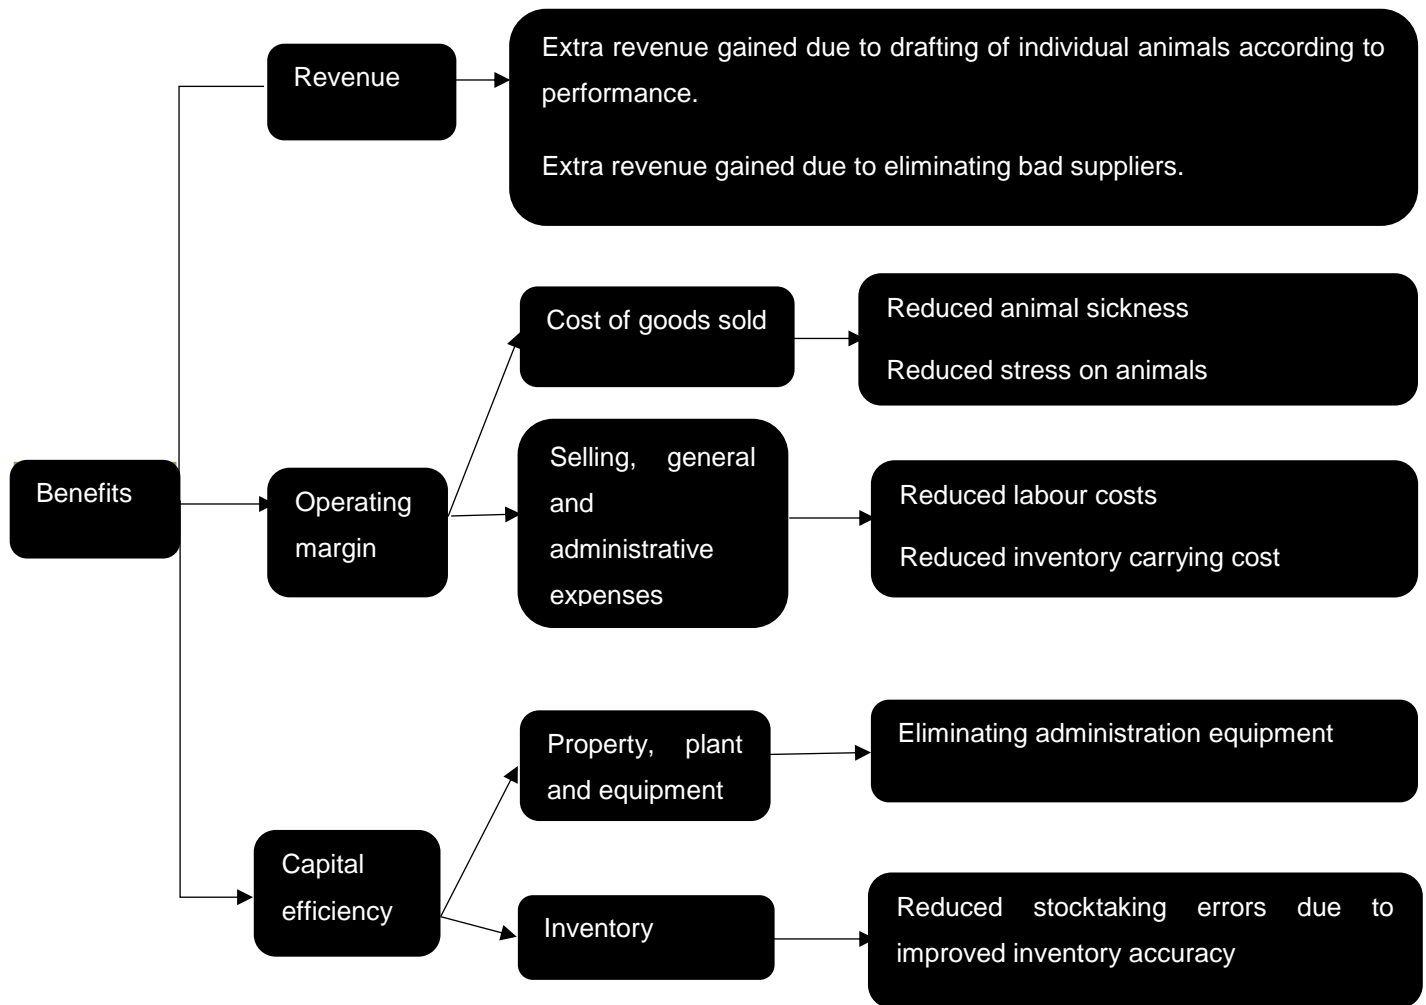 Revenue
Extra revenue gained due to drafting of individual animals according to
performance.
Extra revenue gained due to eliminating bad suppliers.
Cost of goods sold
Reduced animal sickness
Reduced stress on animals
Benefits
Operating
margin
Selling, general
and
administrative
expenses
Reduced labour costs
Reduced inventory carrying cost
Property, plant
and equipment
Eliminating administration equipment
Capital
efficiency
Inventory
Reduced stocktaking errors due to
improved inventory accuracy